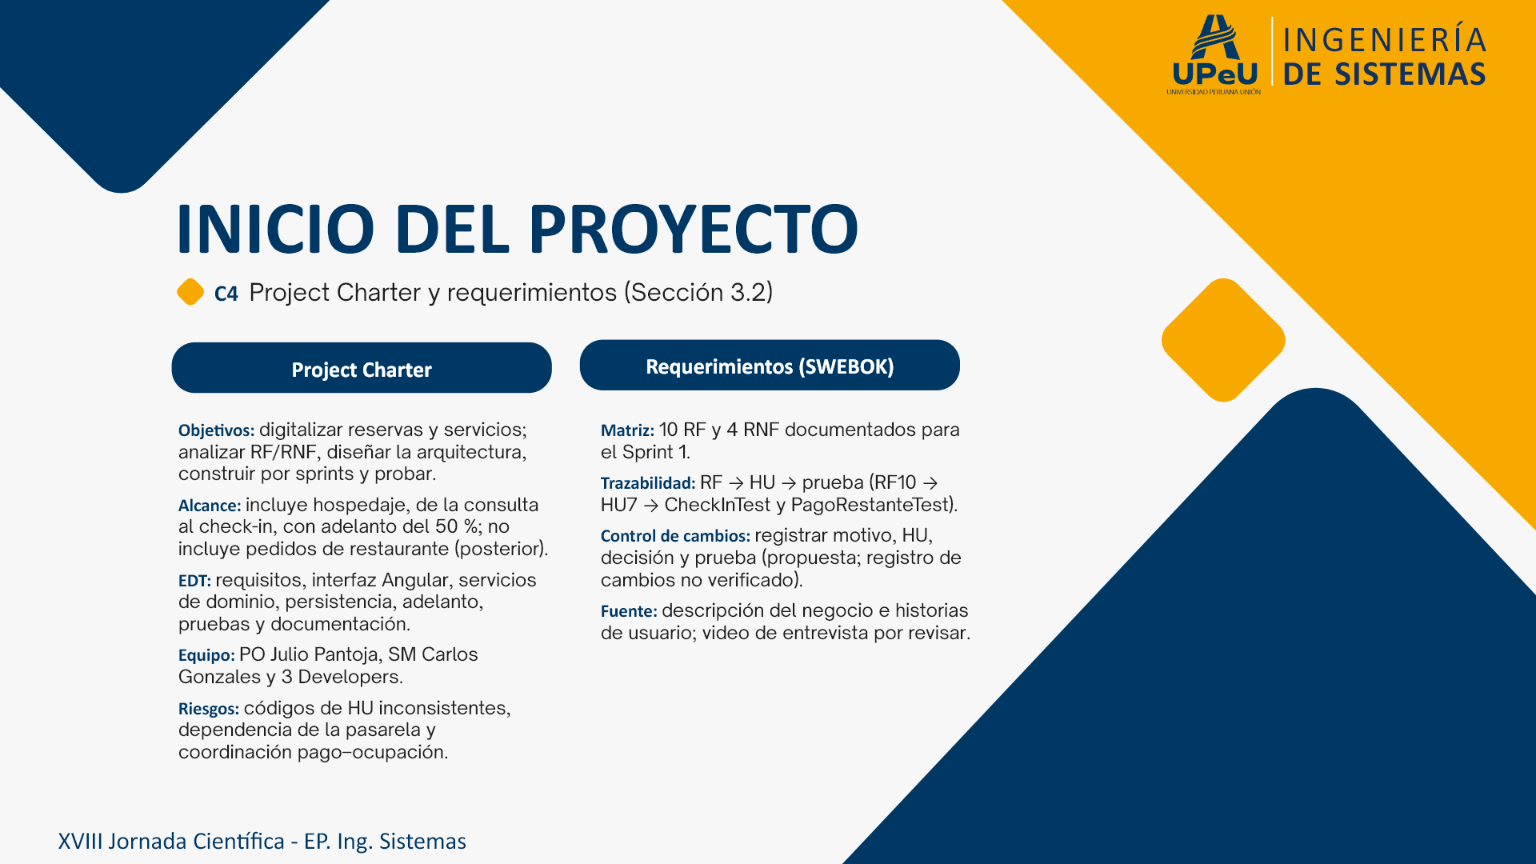 UPeU
UNIVERSIDAD PERUANA UNIÓN
INGENIERÍA
DE SISTEMAS
INICIO DEL PROYECTO
C4 Project Charter y requerimientos (Sección 3.2)
Project Charter
Objetivos: digitalizar reservas y servicios;
analizar RF/RNF, diseñar la arquitectura,
construir por sprints y probar.
Alcance: incluye hospedaje, de la consulta
al check-in, con adelanto del 50 %; no
incluye pedidos de restaurante (posterior).
EDT: requisitos, interfaz Angular, servicios
de dominio, persistencia, adelanto,
pruebas y documentación.
Equipo: PO Julio Pantoja, SM Carlos
Gonzales y 3 Developers.
Riesgos: códigos de HU inconsistentes,
dependencia de la pasarela y
coordinación pago–ocupación.
Requerimientos (SWEBOK)
Matriz: 10 RF y 4 RNF documentados para
el Sprint 1.
Trazabilidad: RF → HU → prueba (RF10 →
HU7 → CheckInTest y PagoRestanteTest).
Control de cambios: registrar motivo, HU,
decisión y prueba (propuesta; registro de
cambios no verificado).
Fuente: descripción del negocio e historias
de usuario; video de entrevista por revisar.
XVIII Jornada Científica - EP. Ing. Sistemas